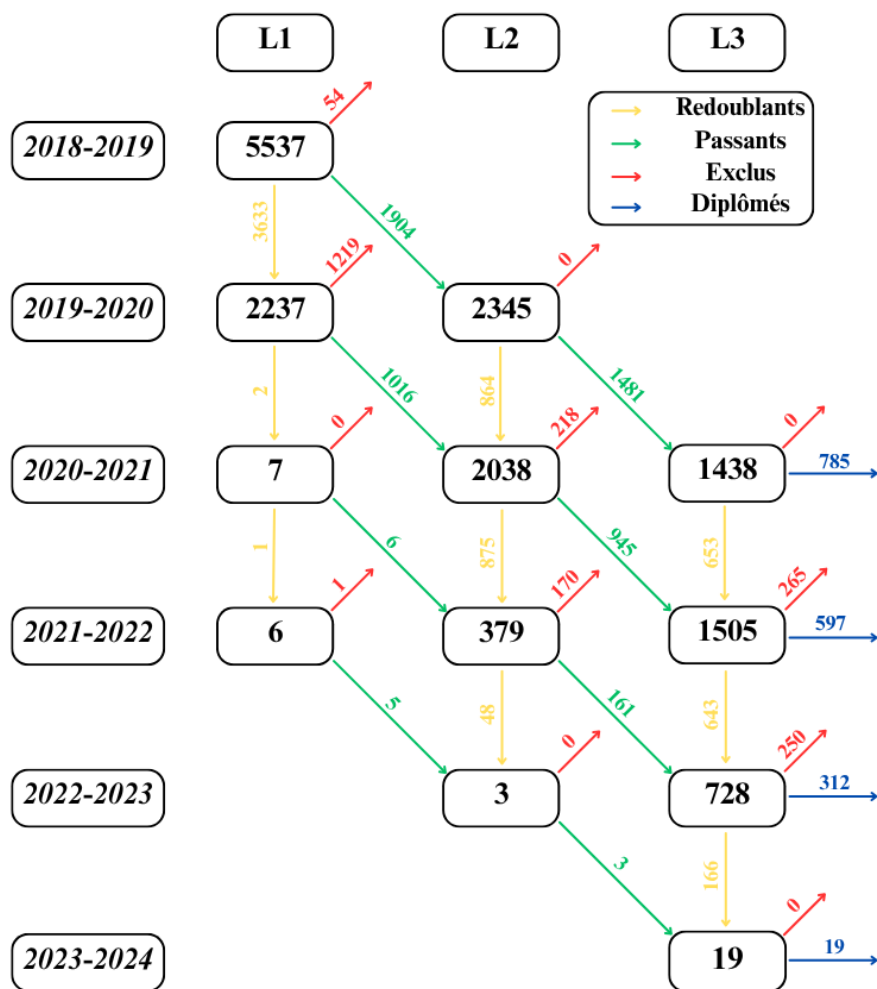 L1 L2 L3
54
Redoublants
2018-2019 5537 Passants
Exclus
Diplômés
3633 1904
1219 0
2019-2020 2237 2345
2 1016 864 1481
0 218 0
2020-2021 7 2038 1438 785
1 6 875 945 653
1 170 265
2021-2022 6 379 1505 597
5 48 161 643
0 250
2022-2023 3 728 312
3 166
0
2023-2024 19 19